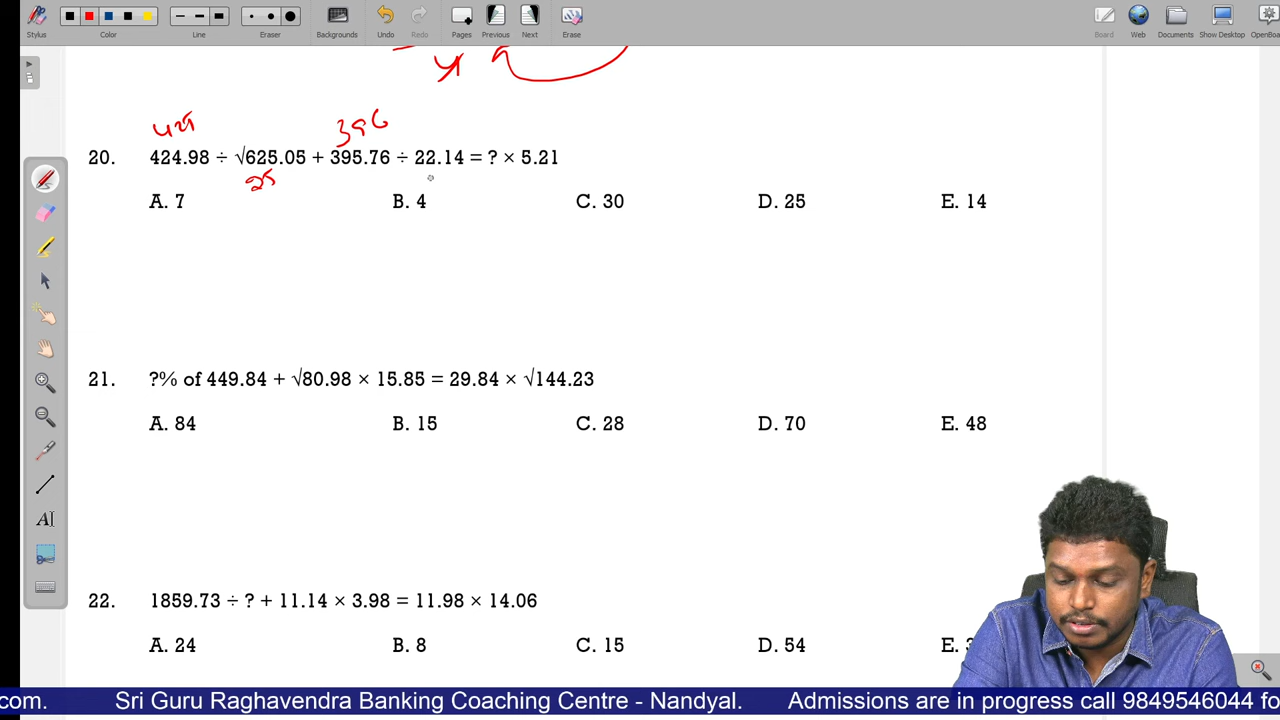 Stylus Color Line Eraser Backgrounds Undo Redo Pages Previous Next Erase Board Web Documents Show Desktop OpenBoa
425 396
20. 424.98 ÷ √625.05 + 395.76 ÷ 22.14 = ? × 5.21
25
A. 7 B. 4 C. 30 D. 25 E. 14
21. ?% of 449.84 + √80.98 × 15.85 = 29.84 × √144.23
A. 84 B. 15 C. 28 D. 70 E. 48
22. 1859.73 ÷ ? + 11.14 × 3.98 = 11.98 × 14.06
A. 24 B. 8 C. 15 D. 54 E.
com. Sri Guru Raghavendra Banking Coaching Centre - Nandyal. Admissions are in progress call 9849546044 fo